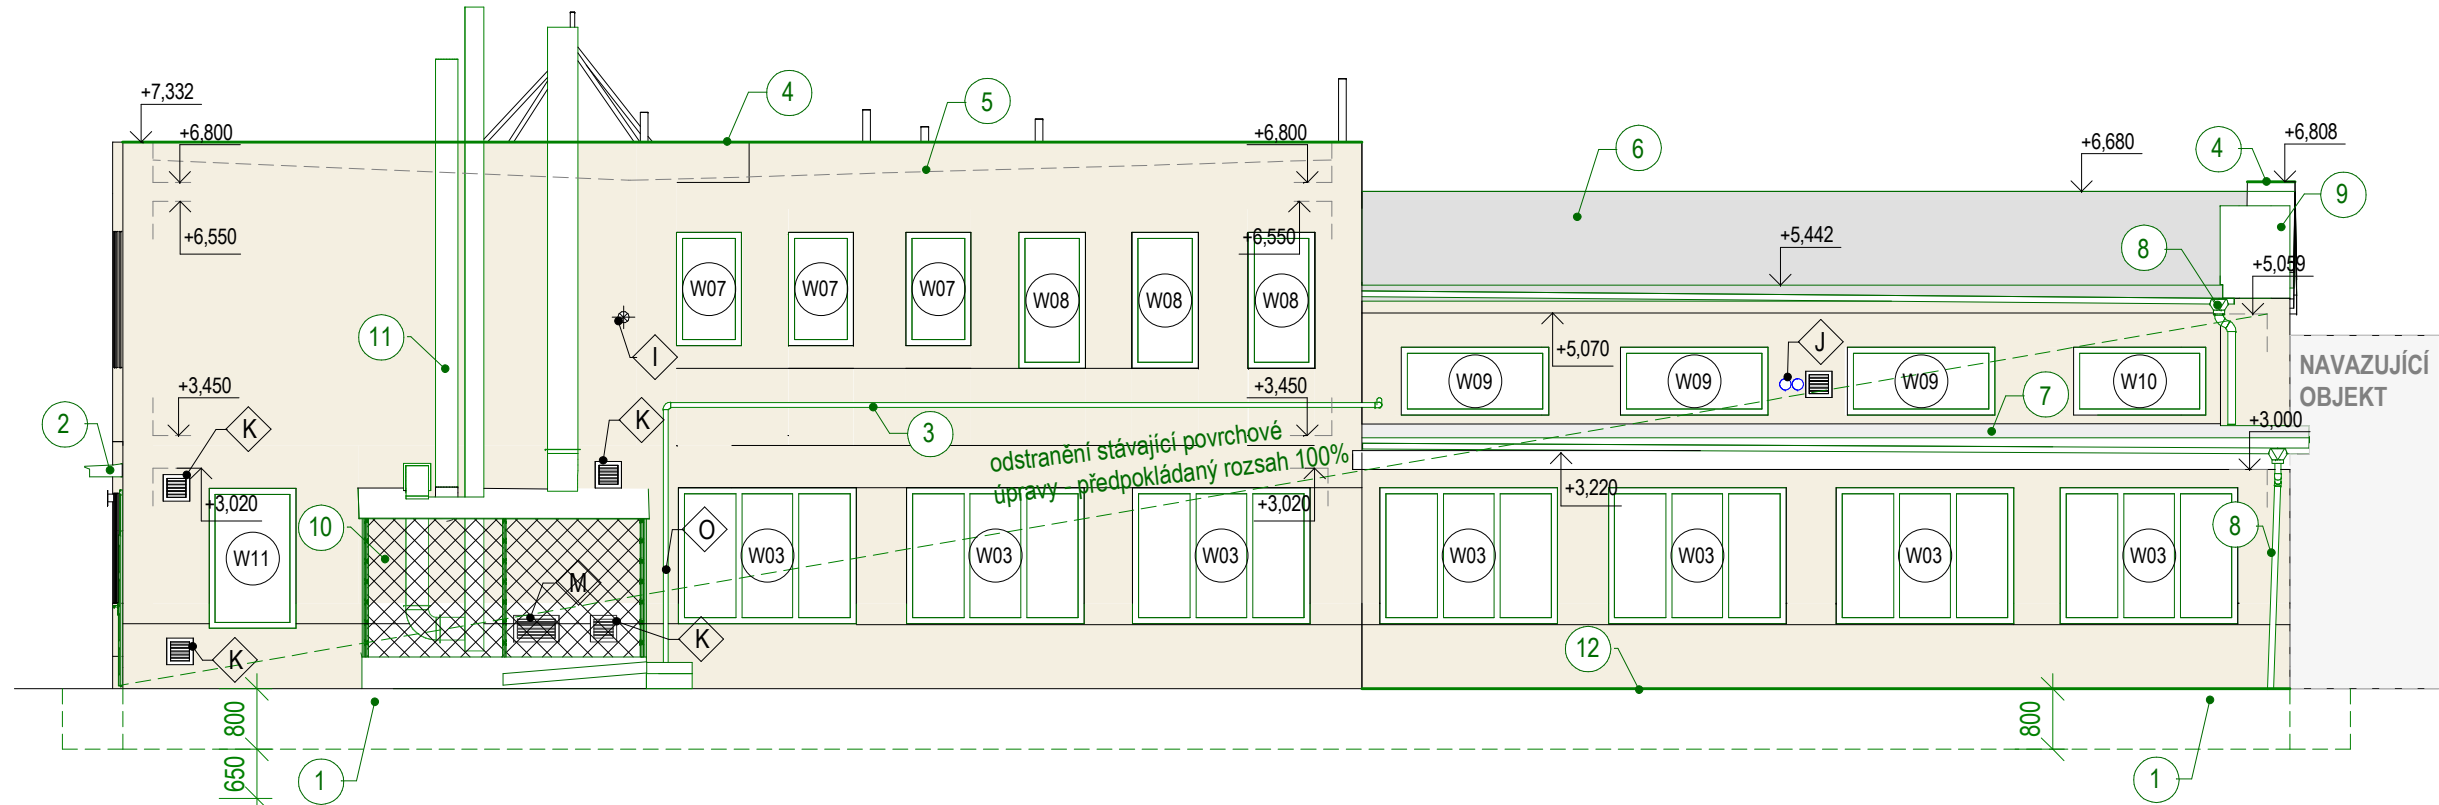 +7,332
+6,800
4
5
+6,800
6
+6,680
4
+6,808
9
+6,550
+6,550
+5,442
8
+5,059
W07
W07
W07
W08
W08
W08
11
I
+5,070
J
NAVAZUJÍCÍ
OBJEKT
W09
W09
W09
W10
+3,450
+3,450
2
K
K
3
7
+3,000
odstranění stávající povrchové
úpravy - předpokládaný rozsah 100%
+3,020
+3,020
+3,220
10
O
8
W11
W03
W03
W03
W03
W03
W03
W03
M
K
K
12
800
650
1
800
1